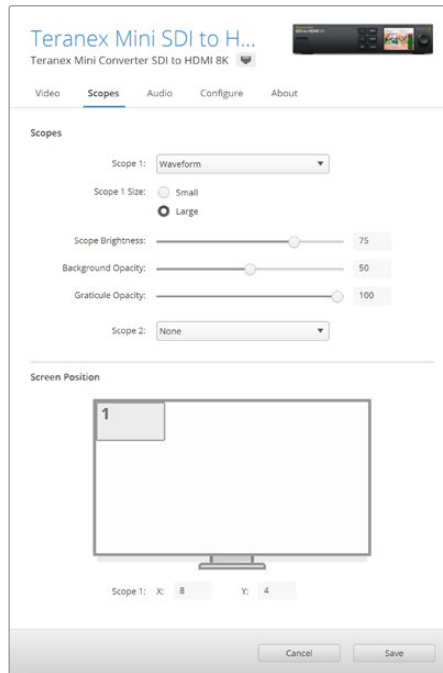 Teranex Mini SDI to H...
Teranex Mini Converter SDI to HDMI 8K
Video Scopes Audio Configure About
Scopes
Scope 1: Waveform
Scope 1 Size: Small
Large
Scope Brightness: 75
Background Opacity: 50
Graticule Opacity: 100
Scope 2: None
Screen Position
1
Scope 1: X: 8 Y: 4
Cancel Save